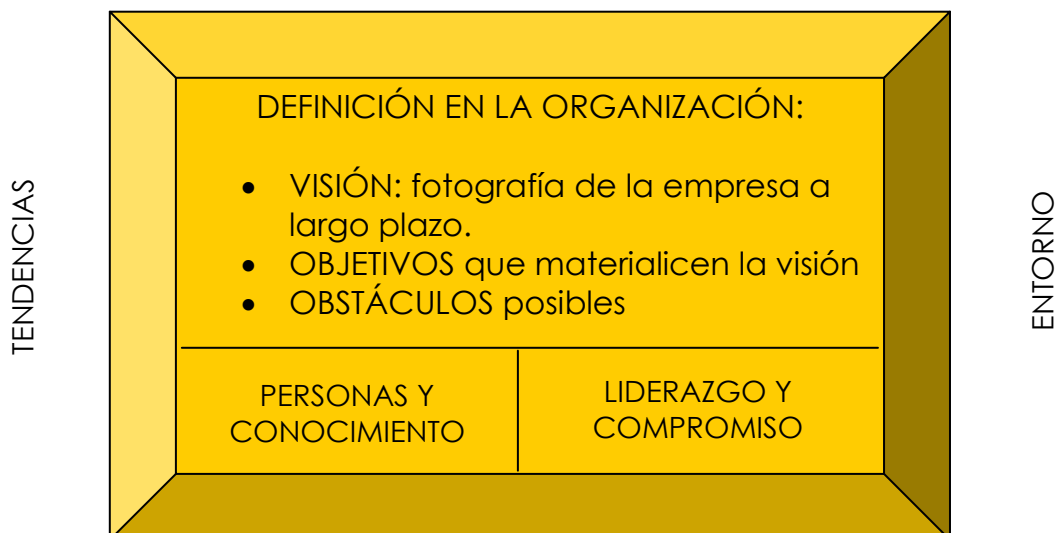 TENDENCIAS
DEFINICIÓN EN LA ORGANIZACIÓN:
• VISIÓN: fotografía de la empresa a
largo plazo.
• OBJETIVOS que materialicen la visión
• OBSTÁCULOS posibles
PERSONAS Y
CONOCIMIENTO
LIDERAZGO Y
COMPROMISO
ENTORNO